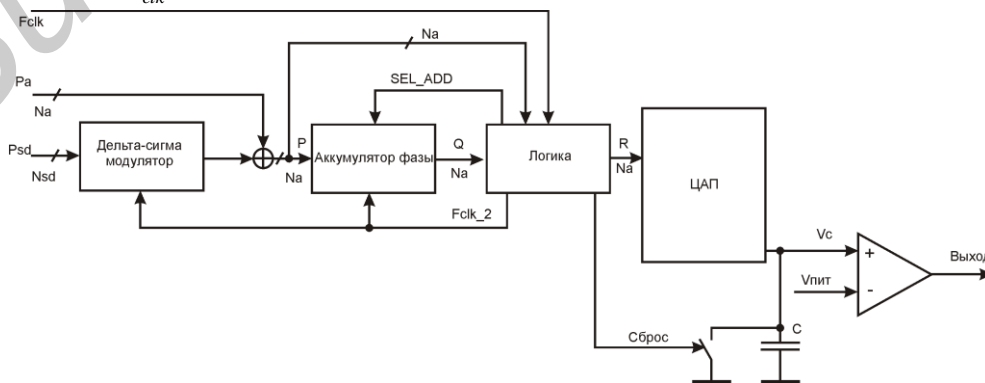 clk
Fclk
Na
Pa
Na
SEL_ADD
Psd
Nsd
Дельта-сигма
модулятор
P
Na
Аккумулятор фазы
Q
Na
Логика
R
Na
ЦАП
Fclk_2
Vc
+
Vпит
-
Выход
Сброс
C